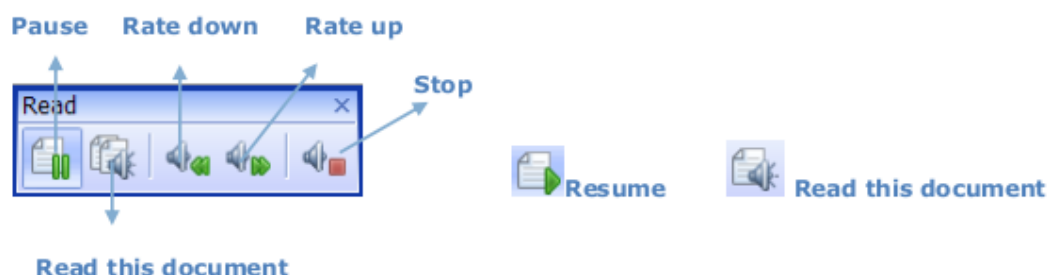 Pause Rate down Rate up
Stop
Read
Resume Read this document
Read this document